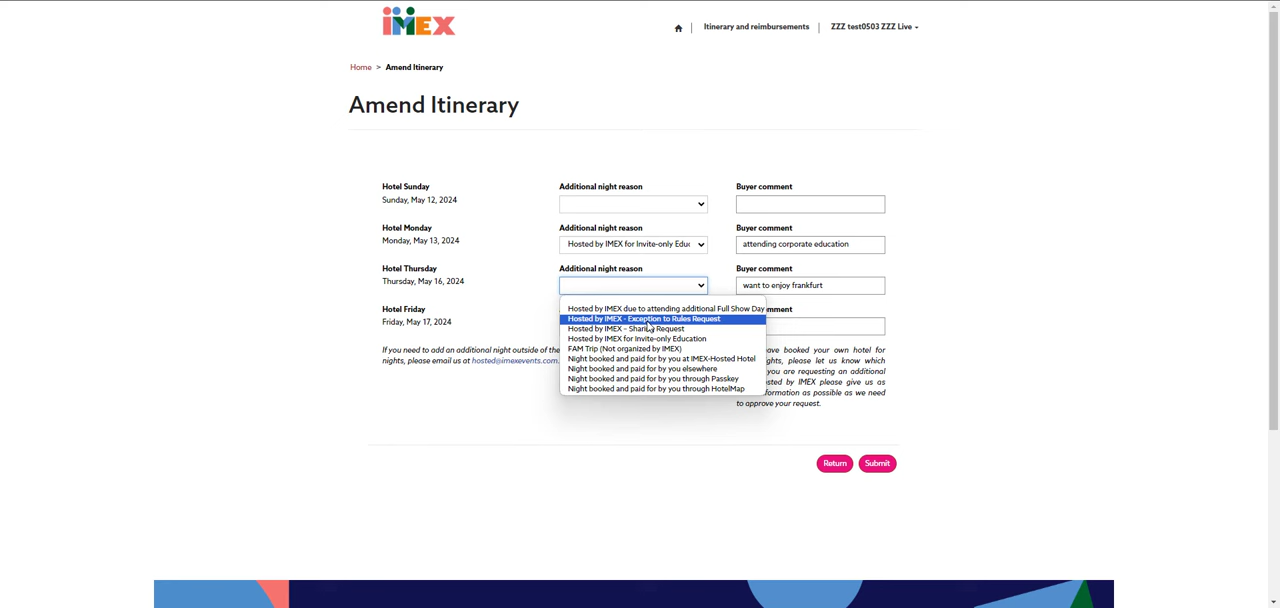 IMEX
Itinerary and reimbursements
ZZZ test0503 ZZZ Live
Home > Amend Itinerary
Amend Itinerary
Hotel Sunday
Sunday, May 12, 2024
Additional night reason
Buyer comment
Hotel Monday
Monday, May 13, 2024
Additional night reason
Hosted by IMEX for Invite-only Educ
Buyer comment
attending corporate education
Hotel Thursday
Thursday, May 16, 2024
Additional night reason
Buyer comment
want to enjoy frankfurt
Hosted by IMEX due to attending additional Full Show Day
Hosted by IMEX - Exception to Rules Request
Hosted by IMEX - Sharing Request
Hosted by IMEX for Invite-only Education
FAM Trip (Not organized by IMEX)
Night booked and paid for by you at IMEX-Hosted Hotel
Night booked and paid for by you elsewhere
Night booked and paid for by you through Passkey
Night booked and paid for by you through HotelMap
Hotel Friday
Friday, May 17, 2024
mment
If you need to add an additional night outside of the
nights, please email us at hosted@imexevents.com.
ave booked your own hotel for
ghts, please let us know which
you are requesting an additional
sted by IMEX please give us as
formation as possible as we need
to approve your request.
Return
Submit